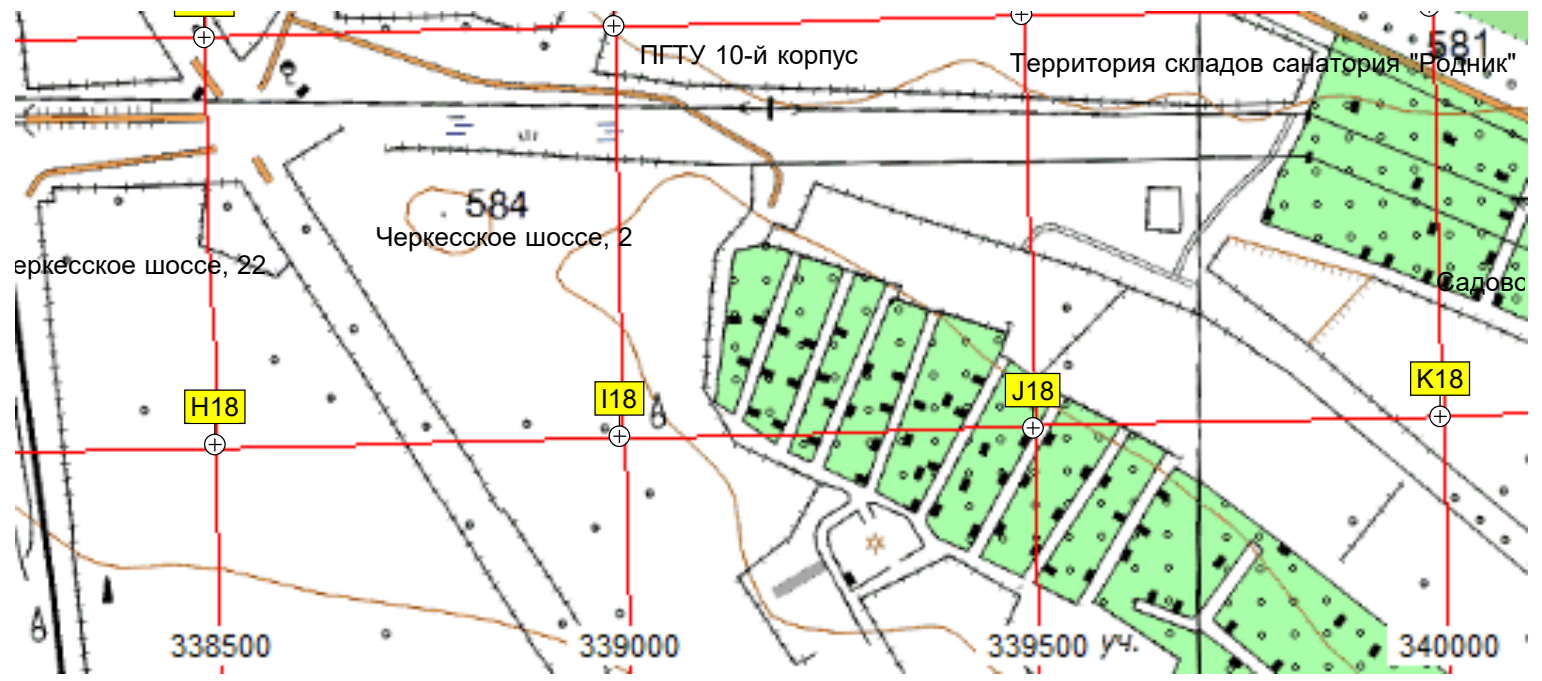 581
ПГТУ 10-й корпус
Территория складов санатория "Родник"
584
Черкесское шоссе, 2
еркесское шоссе, 22
Садово
K18
J18
I18
H18
338500
339000
339500
уч.
340000